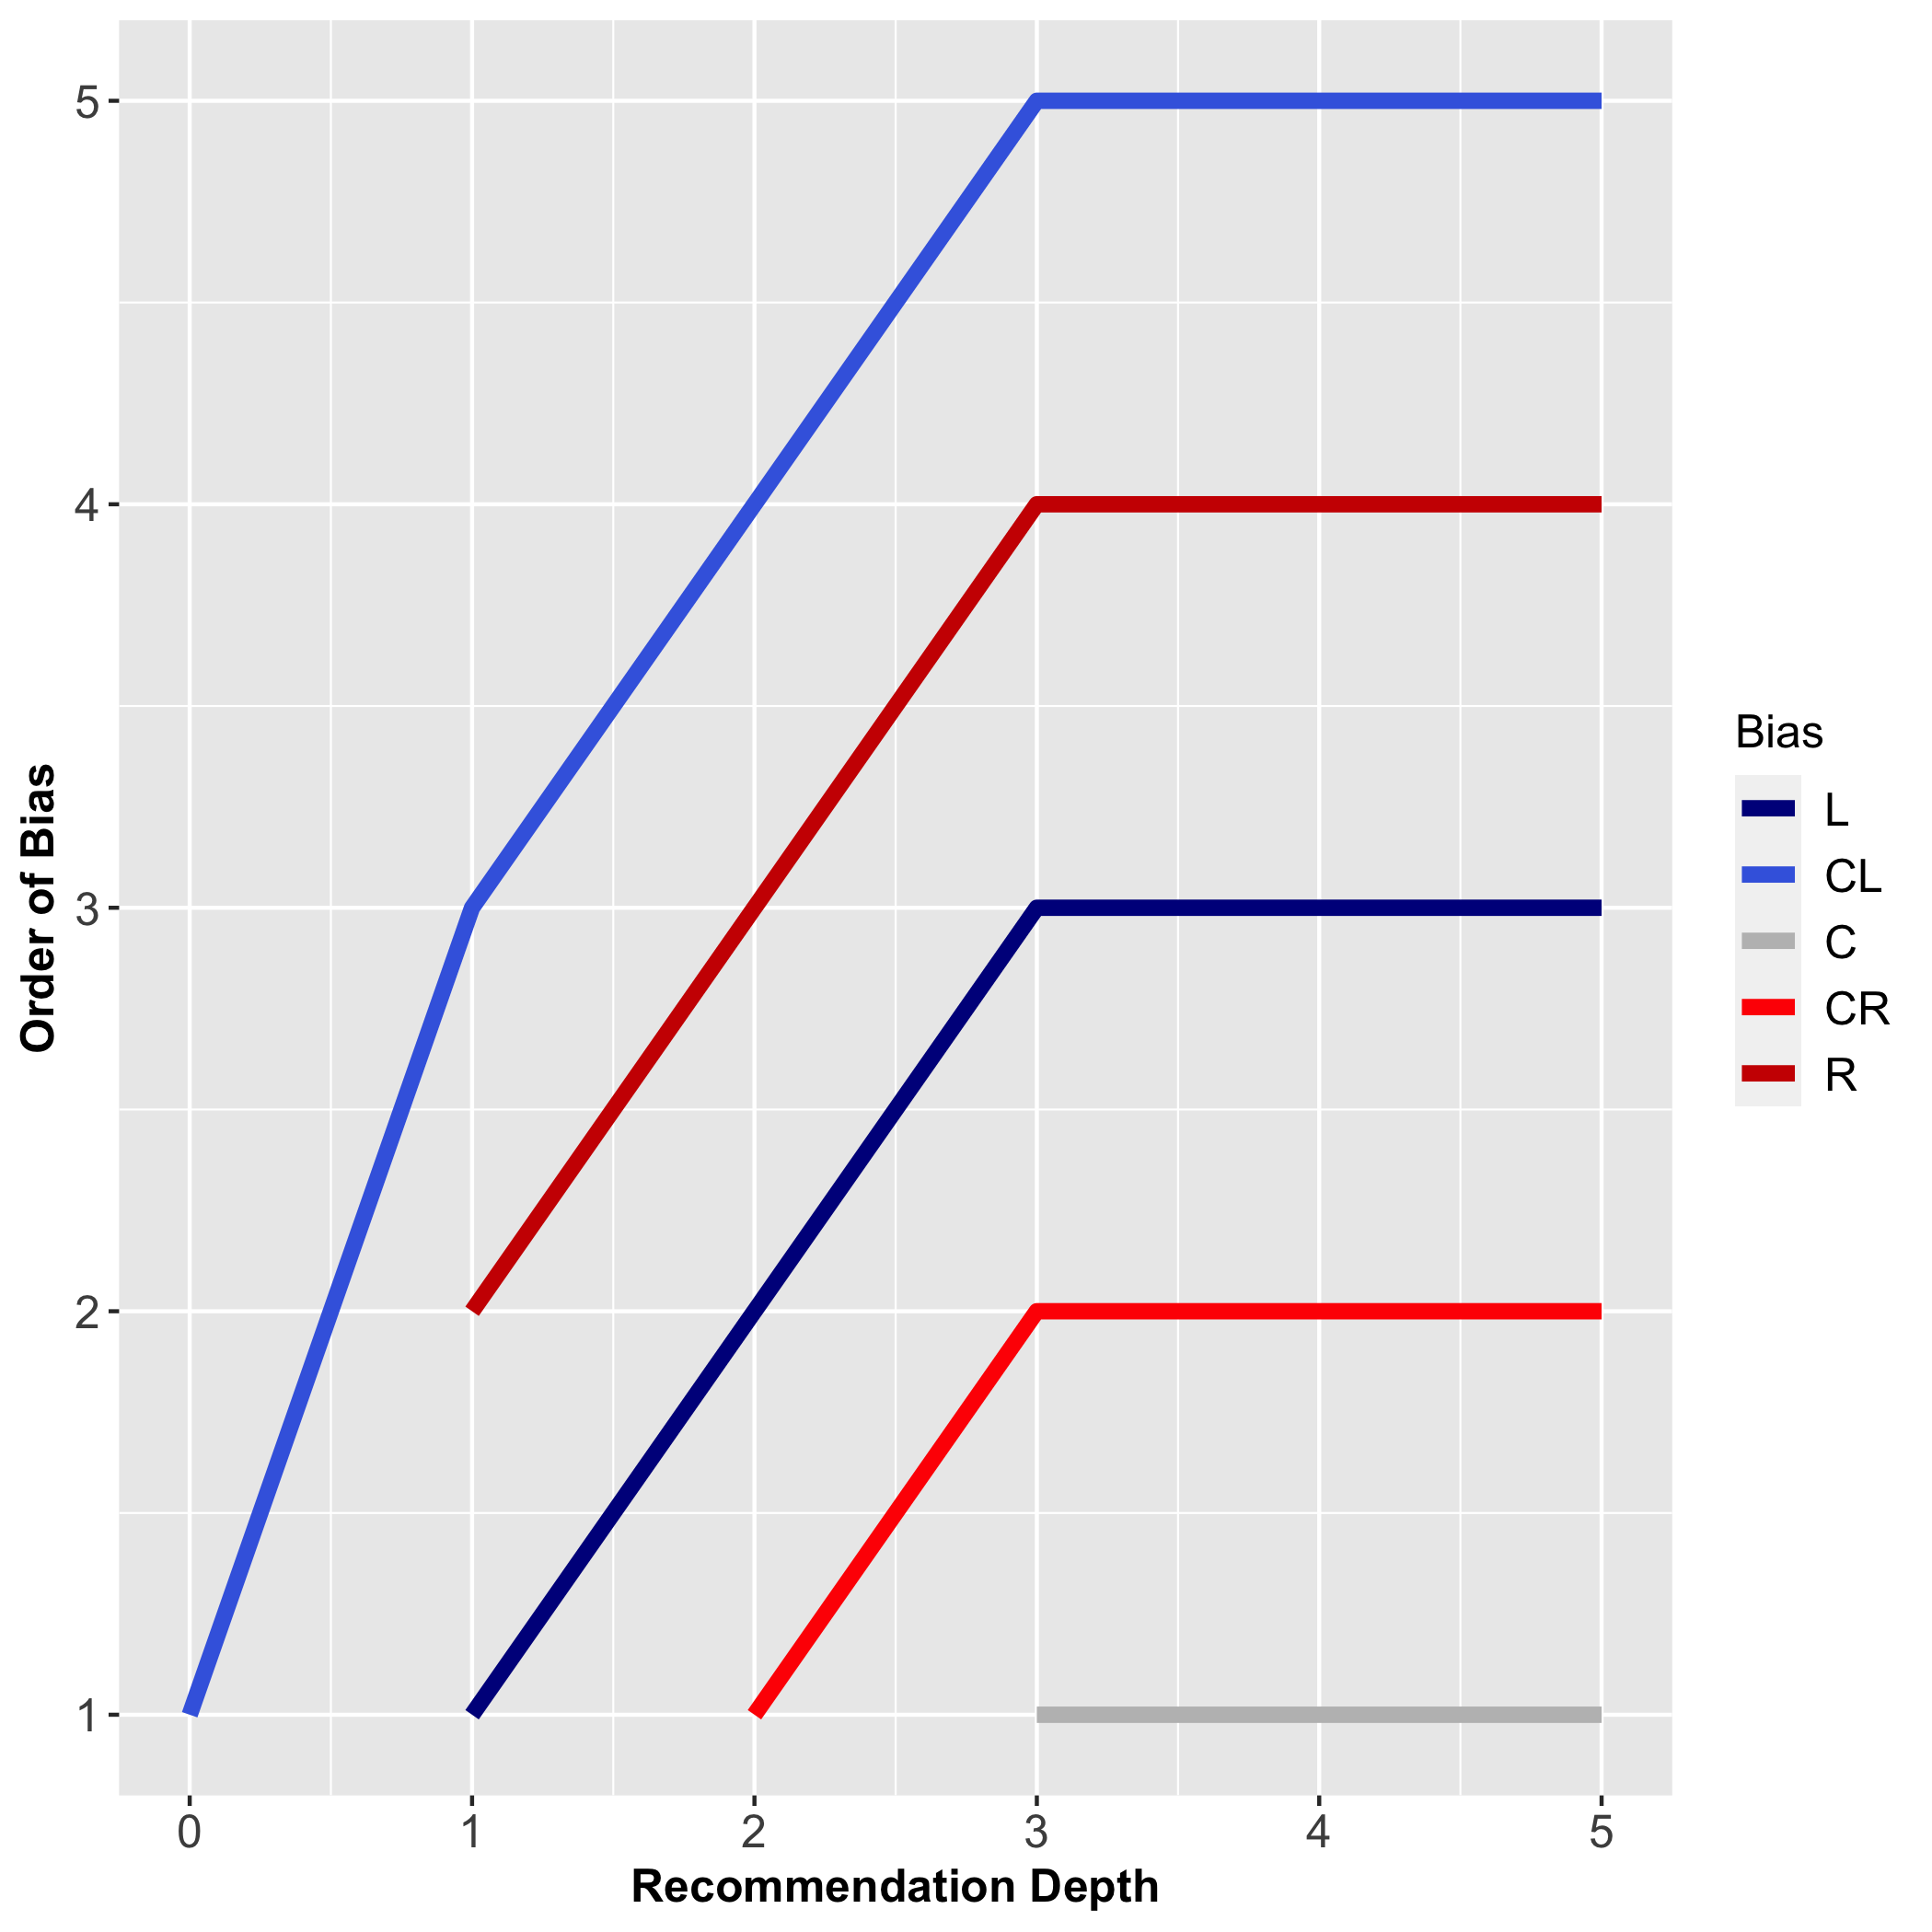 5
4
3
2
1
Order of Bias
0 1 2 3 4 5
Recommendation Depth
Bias
L
CL
C
CR
R